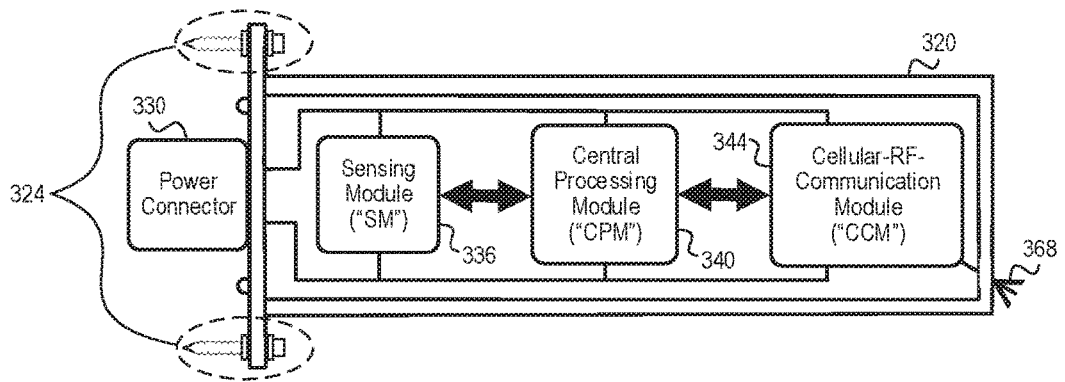 320
330
324
Power
Connector
Sensing
Module
("SM")
336
Central
Processing
Module
("CPM")
340
344
Cellular-RF-
Communication
Module
("CCM")
368